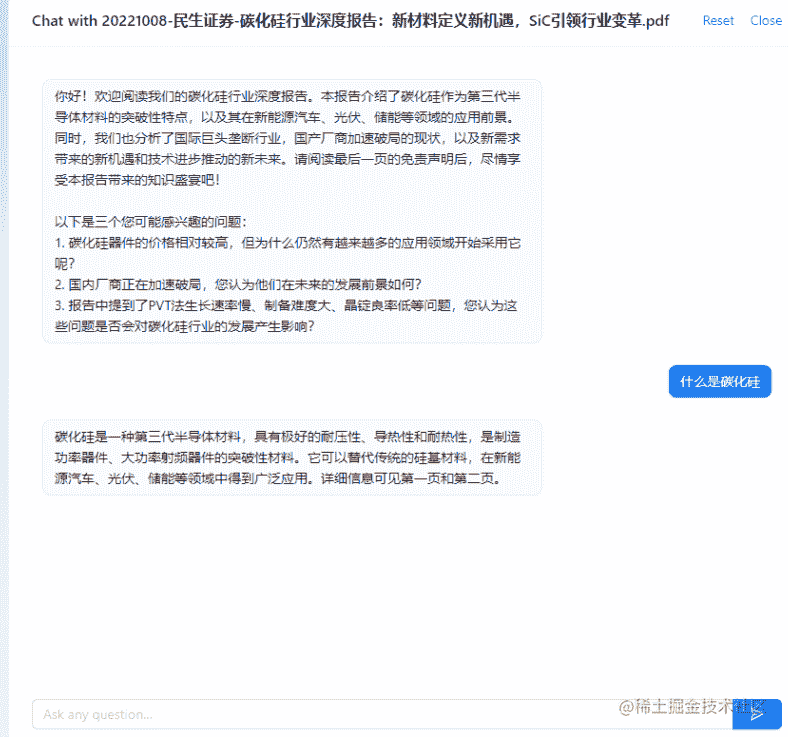 Chat with 20221008-民生证券-碳化硅行业深度报告：新材料定义新机遇，SiC引领行业变革.pdf
Reset
Close
你好！欢迎阅读我们的碳化硅行业深度报告。本报告介绍了碳化硅作为第三代半
导体材料的突破性特点，以及其在新能源汽车、光伏、储能等领域的应用前景。
同时，我们也分析了国际巨头垄断行业，国产厂商加速破局的现状，以及新需求
带来的新机遇和技术进步推动的新未来。请阅读最后一页的免责声明后，尽情享
受本报告带来的知识盛宴吧！
以下是三个您可能感兴趣的问题：
1. 碳化硅器件的价格相对较高，但为什么仍然有越来越多的应用领域开始采用它
呢？
2. 国内厂商正在加速破局，您认为他们在未来的发展前景如何？
3. 报告中提到了PVT法生长速率慢、制备难度大、晶锭良率低等问题，您认为这
些问题是否会对碳化硅行业的发展产生影响？
什么是碳化硅
碳化硅是一种第三代半导体材料，具有极好的耐压性、导热性和耐热性，是制造
功率器件、大功率射频器件的突破性材料。它可以替代传统的硅基材料，在新能
源汽车、光伏、储能等领域中得到广泛应用。详细信息可见第一页和第二页。
Ask any question...
@稀土掘金技术社区